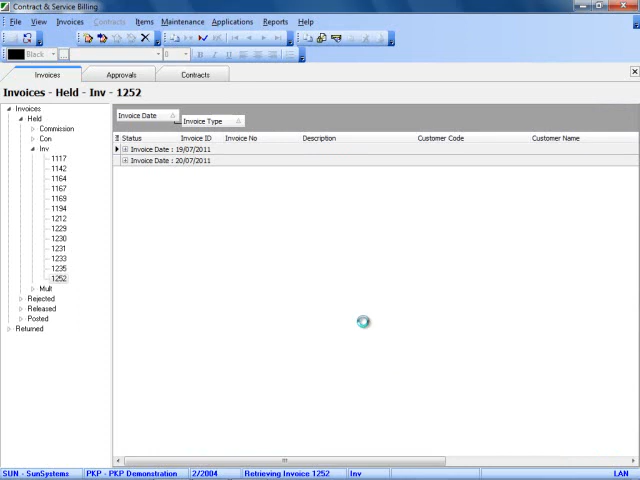 Contract & Service Billing
File View Invoices Contracts Items Maintenance Applications Reports Help
Black ... 0 B I U
Invoices Approvals Contracts
Invoices - Held - Inv - 1252
Invoices
Held
Commission
Con
Inv
1117
1142
1164
1167
1169
1194
1212
1229
1230
1231
1233
1235
1252
Mult
Rejected
Released
Posted
Returned
Invoice Date
Invoice Type
Status Invoice ID Invoice No Description Customer Code Customer Name
Invoice Date : 19/07/2011
Invoice Date : 20/07/2011
SUN - SunSystems PKP - PKP Demonstration 2/2004 Retrieving Invoice 1252 Inv LAN